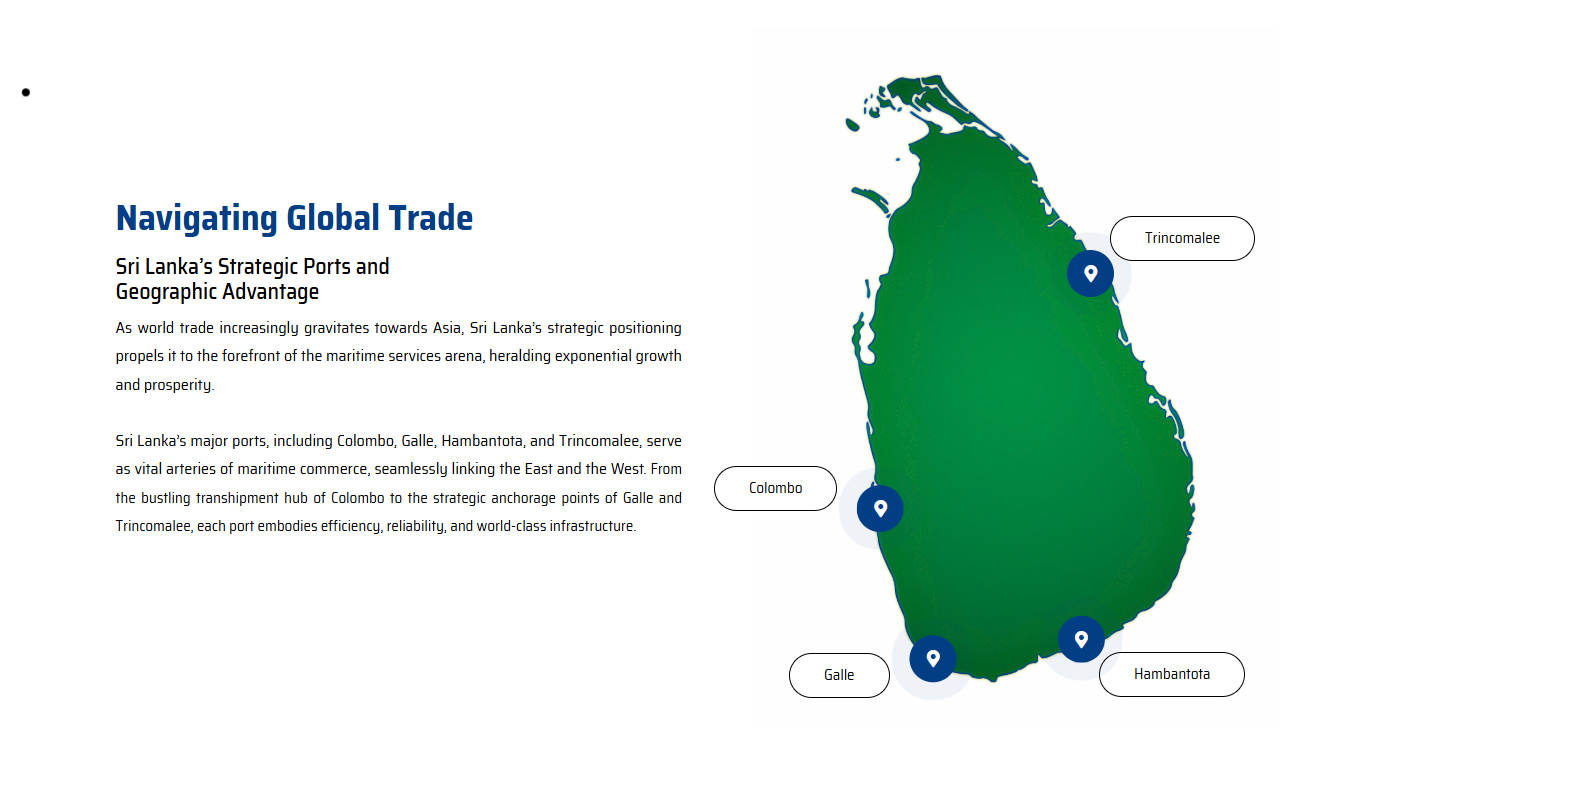 Navigating Global Trade
Sri Lanka’s Strategic Ports and
Geographic Advantage
As world trade increasingly gravitates towards Asia, Sri Lanka’s strategic positioning
propels it to the forefront of the maritime services arena, heralding exponential growth
and prosperity.
Sri Lanka’s major ports, including Colombo, Galle, Hambantota, and Trincomalee, serve
as vital arteries of maritime commerce, seamlessly linking the East and the West. From
the bustling transhipment hub of Colombo to the strategic anchorage points of Galle and
Trincomalee, each port embodies efficiency, reliability, and world-class infrastructure.
Trincomalee
Colombo
Galle
Hambantota